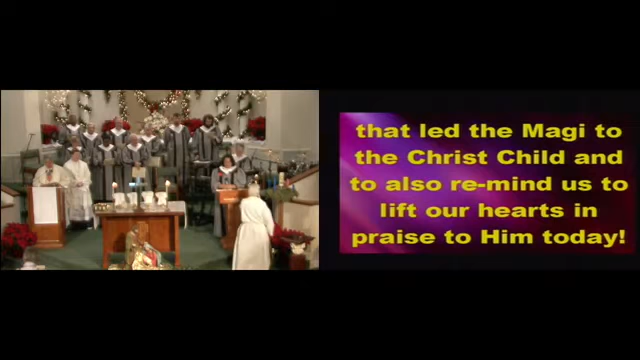 that led the Magi to
the Christ Child and
to also re-mind us to
lift our hearts in
praise to Him today!